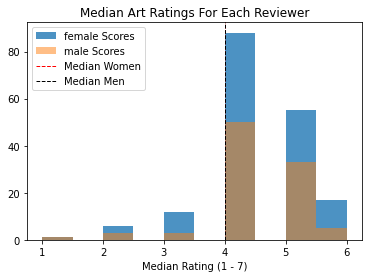 Median Art Ratings For Each Reviewer
female Scores
male Scores
Median Women
Median Men
80
60
40
20
0
1 2 3 4 5 6
Median Rating (1 - 7)